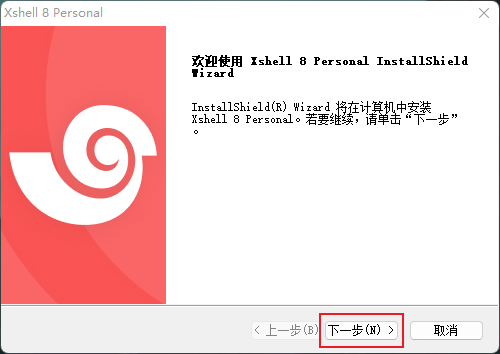 Xshell 8 Personal
欢迎使用 Xshell 8 Personal InstallShield
Wizard
InstallShield(R) Wizard 将在计算机中安装
Xshell 8 Personal。若要继续，请单击“下一步”
。
< 上一步(B)
下一步(N) >
取消